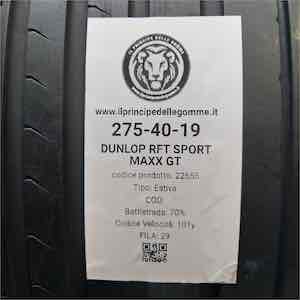 IL PRINCIPE DELLE GOMME
www.ilprincipedellegomme.it
275-40-19
DUNLOP RFT SPORT
MAXX GT
codice prodotto: 22555
Tipo: Estiva
COD:
Battistrada: 70%
Codice Velocità: 101y
FILA: 29